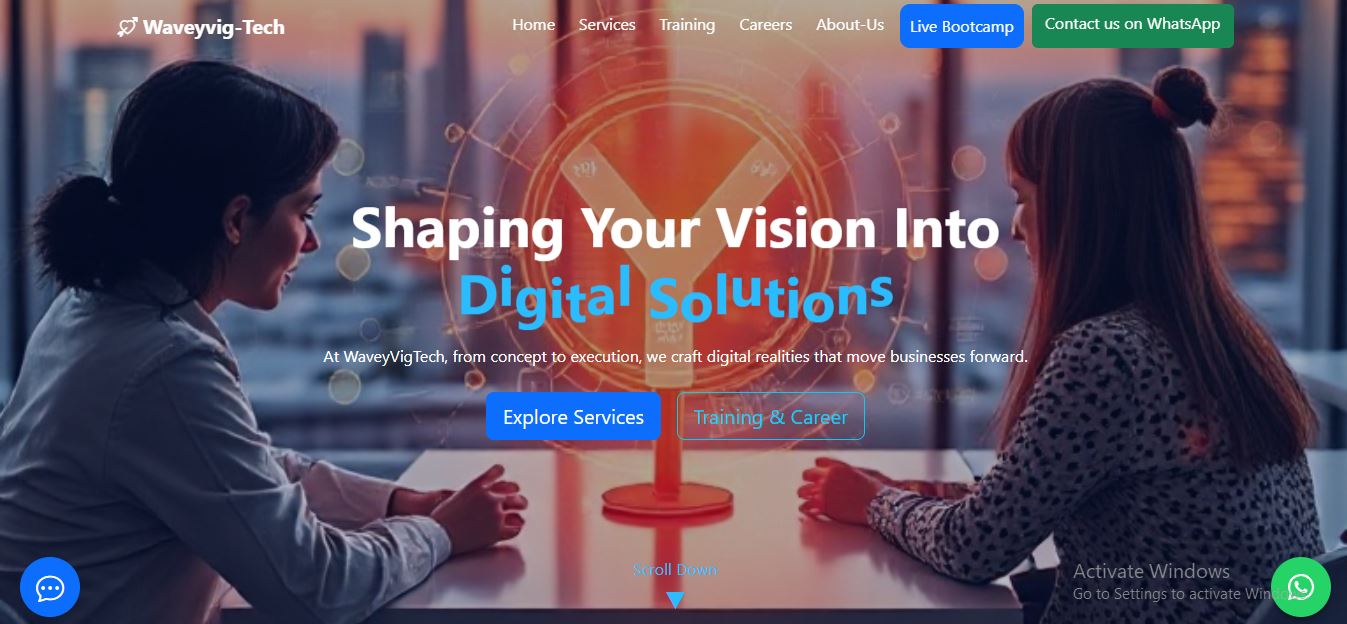 Waveyvig-Tech
Home Services Training Careers About-Us Live Bootcamp Contact us on WhatsApp
Shaping Your Vision Into
Digital Solutions
At WaveyVigTech, from concept to execution, we craft digital realities that move businesses forward.
Explore Services Training & Career
Scroll Down
Activate Windows
Go to Settings to activate